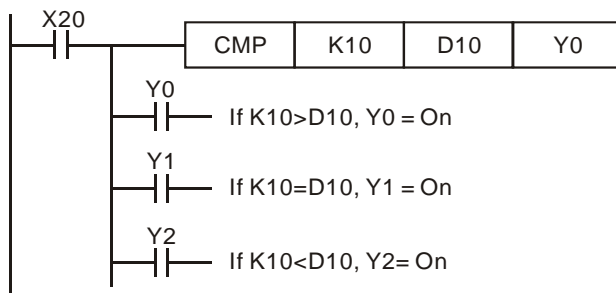 X20
CMP K10 D10 Y0
Y0
If K10>D10, Y0 = On
Y1
If K10=D10, Y1 = On
Y2
If K10<D10, Y2= On